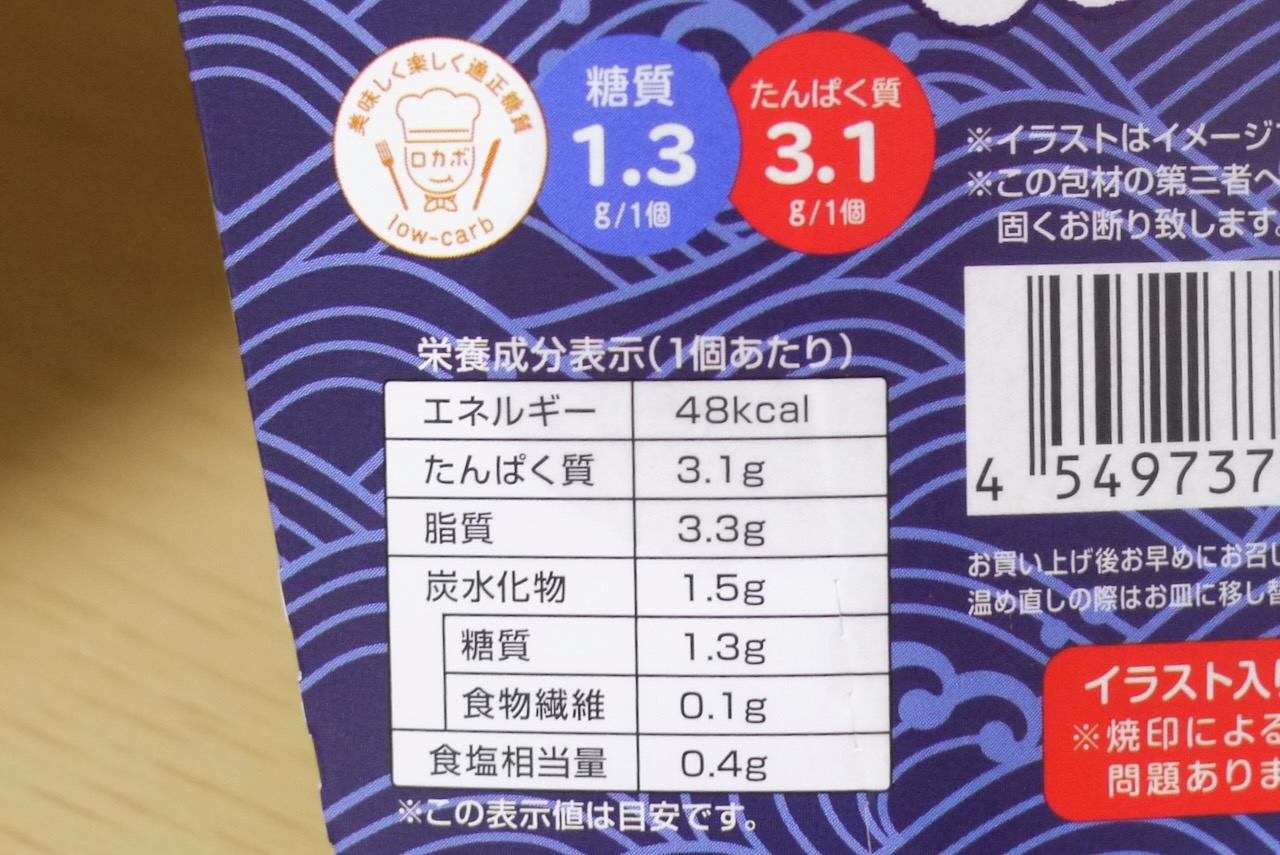 美味しく楽しく適正糖質
ロカボ
low-carb
糖質
1.3
g/1個
たんぱく質
3.1
g/1個
※イラストはイメージ
※この包材の第三者へ
固くお断り致します。
栄養成分表示(1個あたり)
エネルギー 48kcal
たんぱく質 3.1g
脂質 3.3g
炭水化物 1.5g
糖質 1.3g
食物繊維 0.1g
食塩相当量 0.4g
※この表示値は目安です。
4 549737
お買い上げ後お早めにお召し
温め直しの際はお皿に移し替
イラスト入り
※焼印による
問題ありま